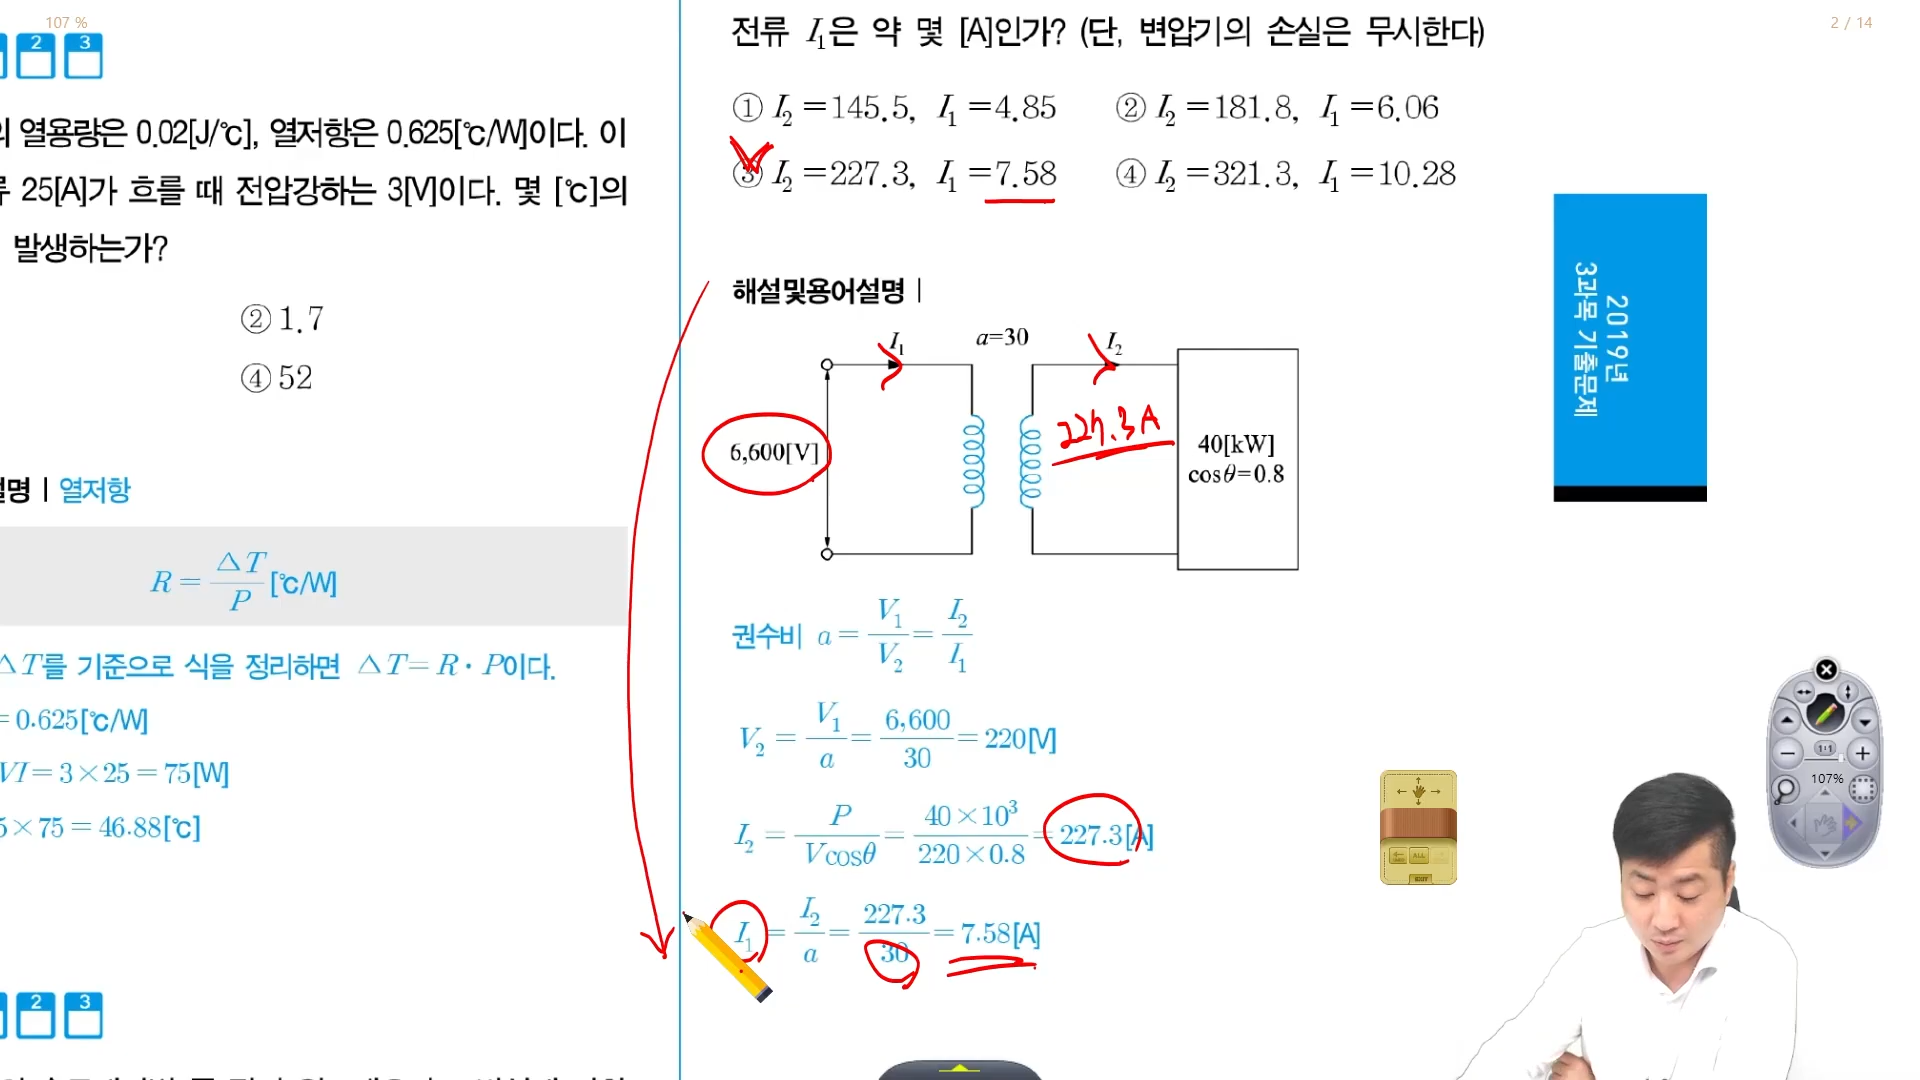 107 %
2 / 14
2 3
열용량은 0.02[J/℃], 열저항은 0.625[℃/W]이다. 이
25[A]가 흐를 때 전압강하는 3[V]이다. 몇 [℃]의
발생하는가?
② 1.7
④ 52
설명 | 열저항
R = △T / P [℃/W]
△T를 기준으로 식을 정리하면 △T = R · P이다.
= 0.625[℃/W]
VI = 3 × 25 = 75[W]
5 × 75 = 46.88[℃]
2 3
전류 I₁은 약 몇 [A]인가? (단, 변압기의 손실은 무시한다)
① I₂ = 145.5, I₁ = 4.85 ② I₂ = 181.8, I₁ = 6.06
③ I₂ = 227.3, I₁ = 7.58 ④ I₂ = 321.3, I₁ = 10.28
해설및용어설명 |
I₁ a=30 I₂
227.3A
6,600[V]
40[kW]
cosθ=0.8
권수비 a = V₁ / V₂ = I₂ / I₁
V₂ = V₁ / a = 6,600 / 30 = 220[V]
I₂ = P / Vcosθ = 40×10³ / 220×0.8 = 227.3[A]
I₁ = I₂ / a = 227.3 / 30 = 7.58[A]
2019년
3과목 기출문제
1:1
107%
ALL
EXIT